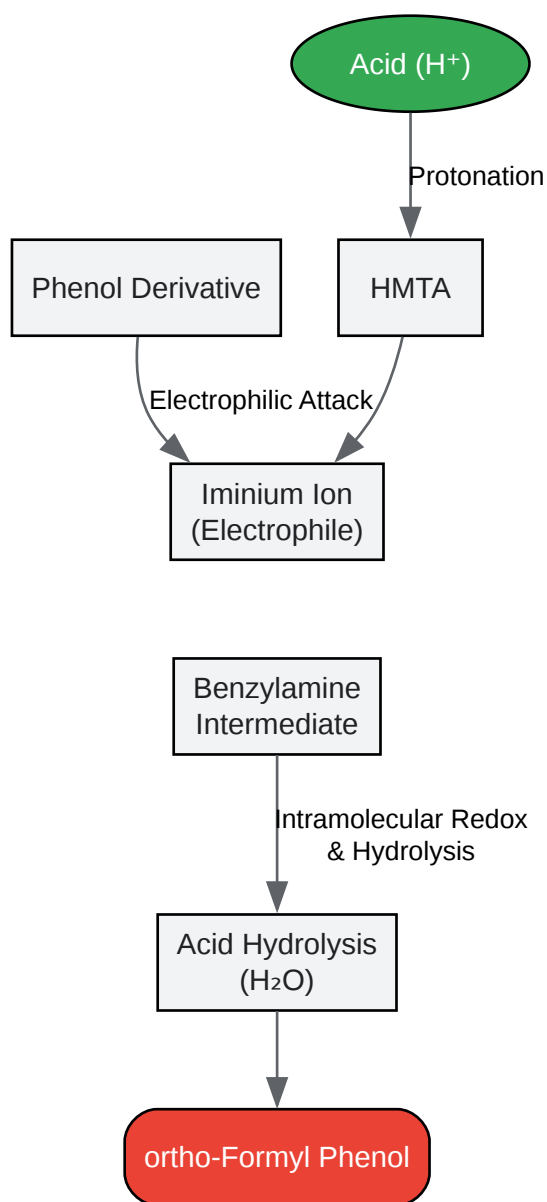 Acid (H⁺)
Protonation
Phenol Derivative
HMTA
Electrophilic Attack
Iminium Ion
(Electrophile)
Benzylamine
Intermediate
Intramolecular Redox
& Hydrolysis
Acid Hydrolysis
(H₂O)
ortho-Formyl Phenol